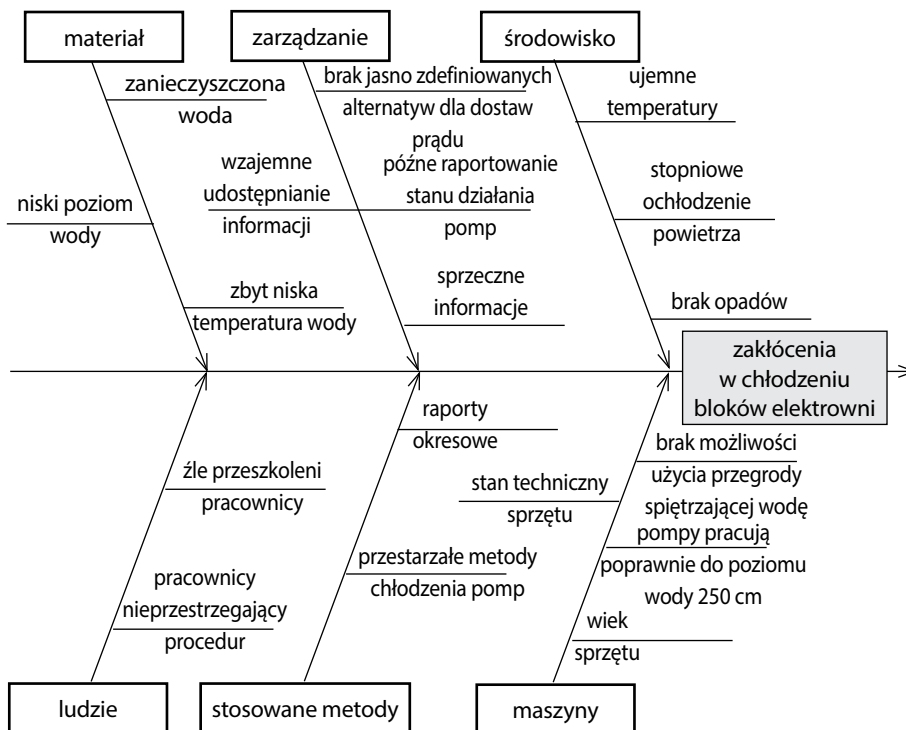 materiał
zarządzanie
środowisko
zanieczyszczona
woda
niski poziom
wody
zbyt niska
temperatura wody
brak jasno zdefiniowanych
alternatyw dla dostaw
prądu
wzajemne
udostępnianie
informacji
późne raportowanie
stanu działania
pomp
sprzeczne
informacje
ujemne
temperatury
stopniowe
ochłodzenie
powietrza
brak opadów
zakłócenia
w chłodzeniu
bloków elektrowni
źle przeszkoleni
pracownicy
pracownicy
nieprzestrzegający
procedur
raporty
okresowe
przestarzałe metody
chłodzenia pomp
brak możliwości
użycia przegrody
spiętrzającej wodę
stan techniczny
sprzętu
pompy pracują
poprawnie do poziomu
wody 250 cm
wiek
sprzętu
ludzie
stosowane metody
maszyny